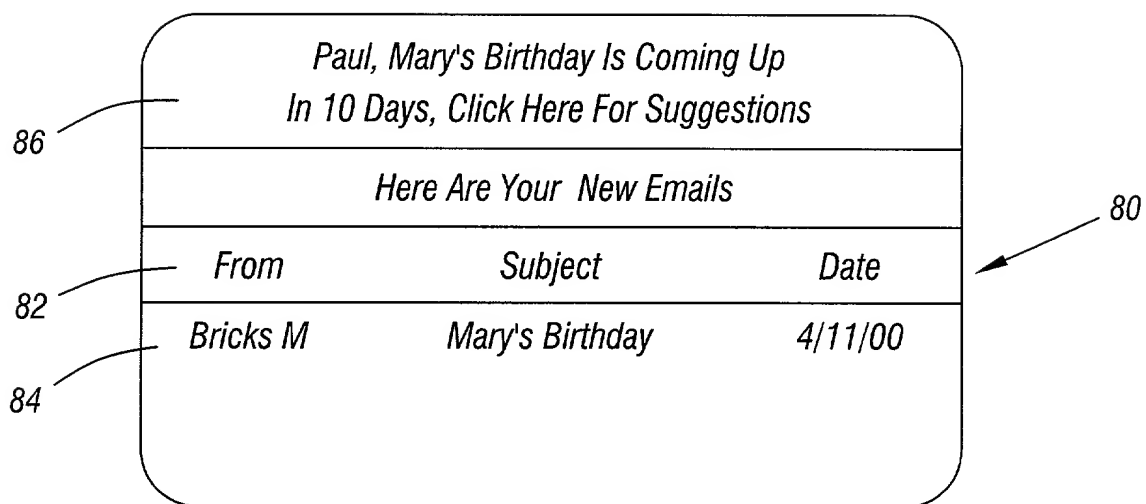 Paul, Mary's Birthday Is Coming Up
In 10 Days, Click Here For Suggestions
86
Here Are Your New Emails
80
From Subject Date
82
Bricks M Mary's Birthday 4/11/00
84